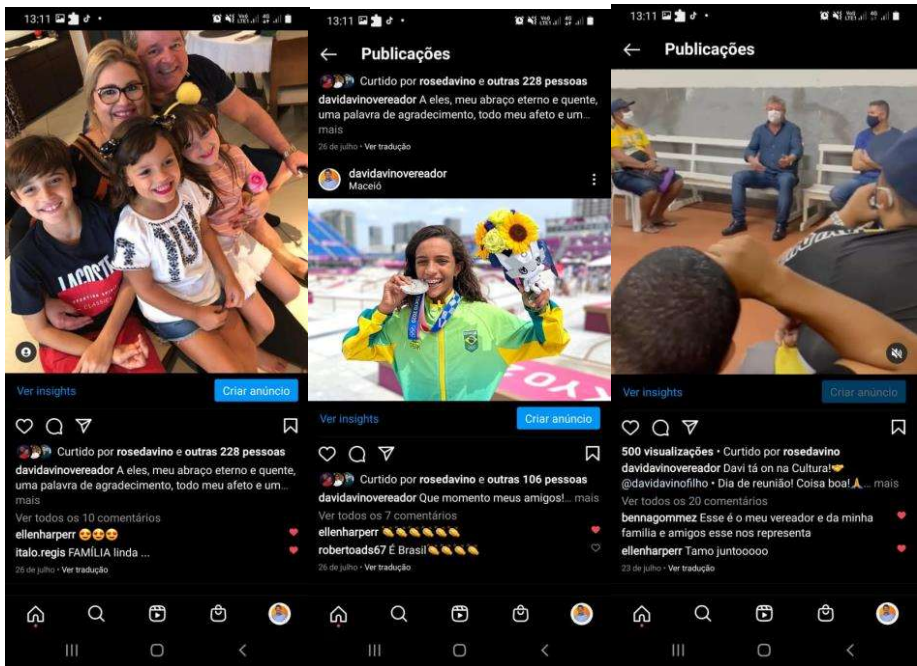 13:11
LACOSTE
Ver insights
Criar anúncio
Curtido por rosedavino e outras 228 pessoas
davidavinovereador A eles, meu abraço eterno e quente,
uma palavra de agradecimento, todo meu afeto e um...
mais
Ver todos os 10 comentários
ellenharperr 😍😍😍
italo.regis FAMÍLIA linda ...
26 de julho • Ver tradução
13:11
Publicações
Curtido por rosedavino e outras 228 pessoas
davidavinovereador A eles, meu abraço eterno e quente,
uma palavra de agradecimento, todo meu afeto e um...
mais
26 de julho • Ver tradução
davidavinovereador
Maceió
Ver insights
Criar anúncio
Curtido por rosedavino e outras 106 pessoas
davidavinovereador Que momento meus amigos!... mais
Ver todos os 7 comentários
ellenharperr 👏👏👏👏👏👏
robertoads67 É Brasil👏👏👏👏
26 de julho • Ver tradução
13:11
Publicações
Ver insights
Criar anúncio
500 visualizações • Curtido por rosedavino
davidavinovereador Davi tá on na Cultura!🤝
@davidavinofilho • Dia de reunião! Coisa boa!🙏... mais
Ver todos os 20 comentários
bennagommez Esse é o meu vereador e da minha
familia e amigos esse nos representa
ellenharperr Tamo juntooooo
23 de julho • Ver tradução